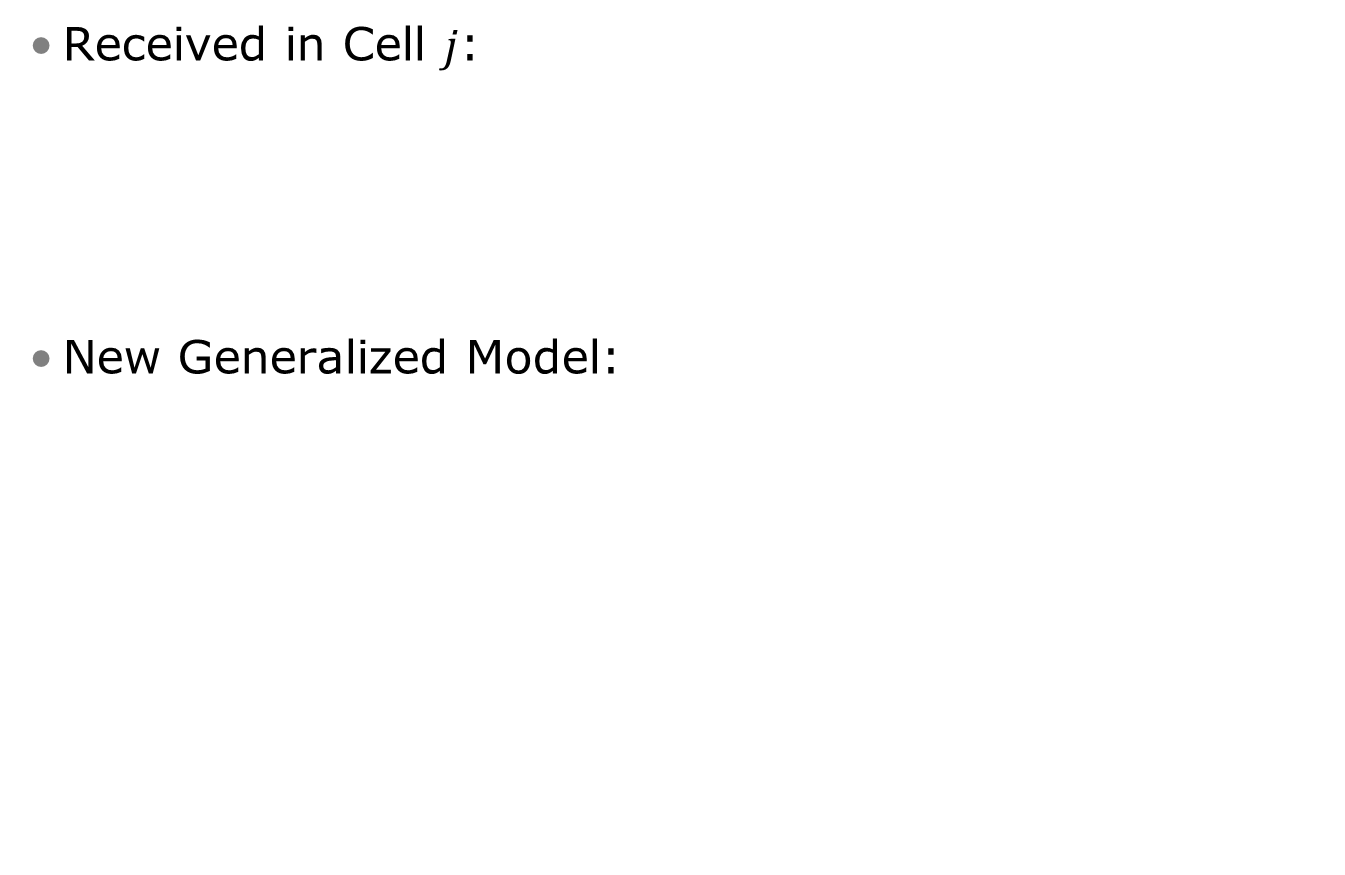 • Received in Cell j:
• New Generalized Model: